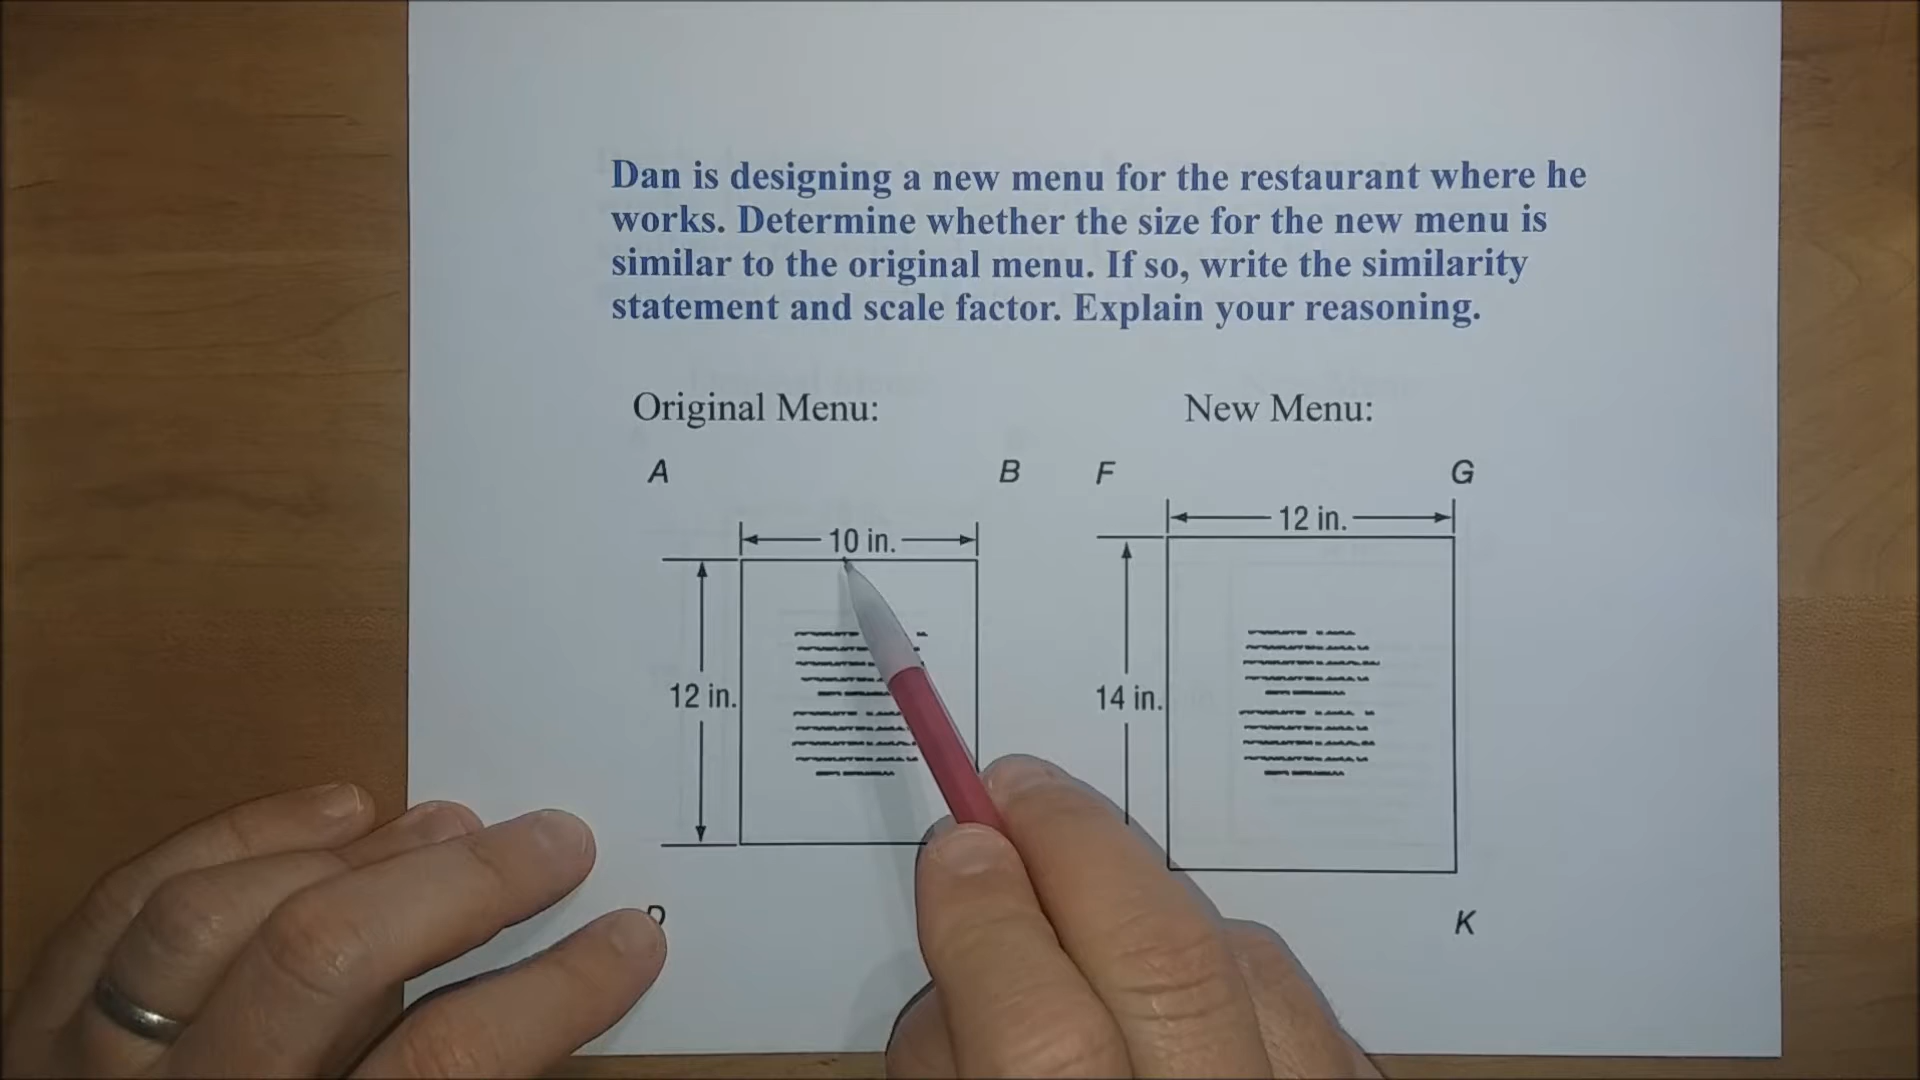 Dan is designing a new menu for the restaurant where he
works. Determine whether the size for the new menu is
similar to the original menu. If so, write the similarity
statement and scale factor. Explain your reasoning.
Original Menu:
New Menu:
A
B
F
G
10 in.
12 in.
12 in.
14 in.
D
K